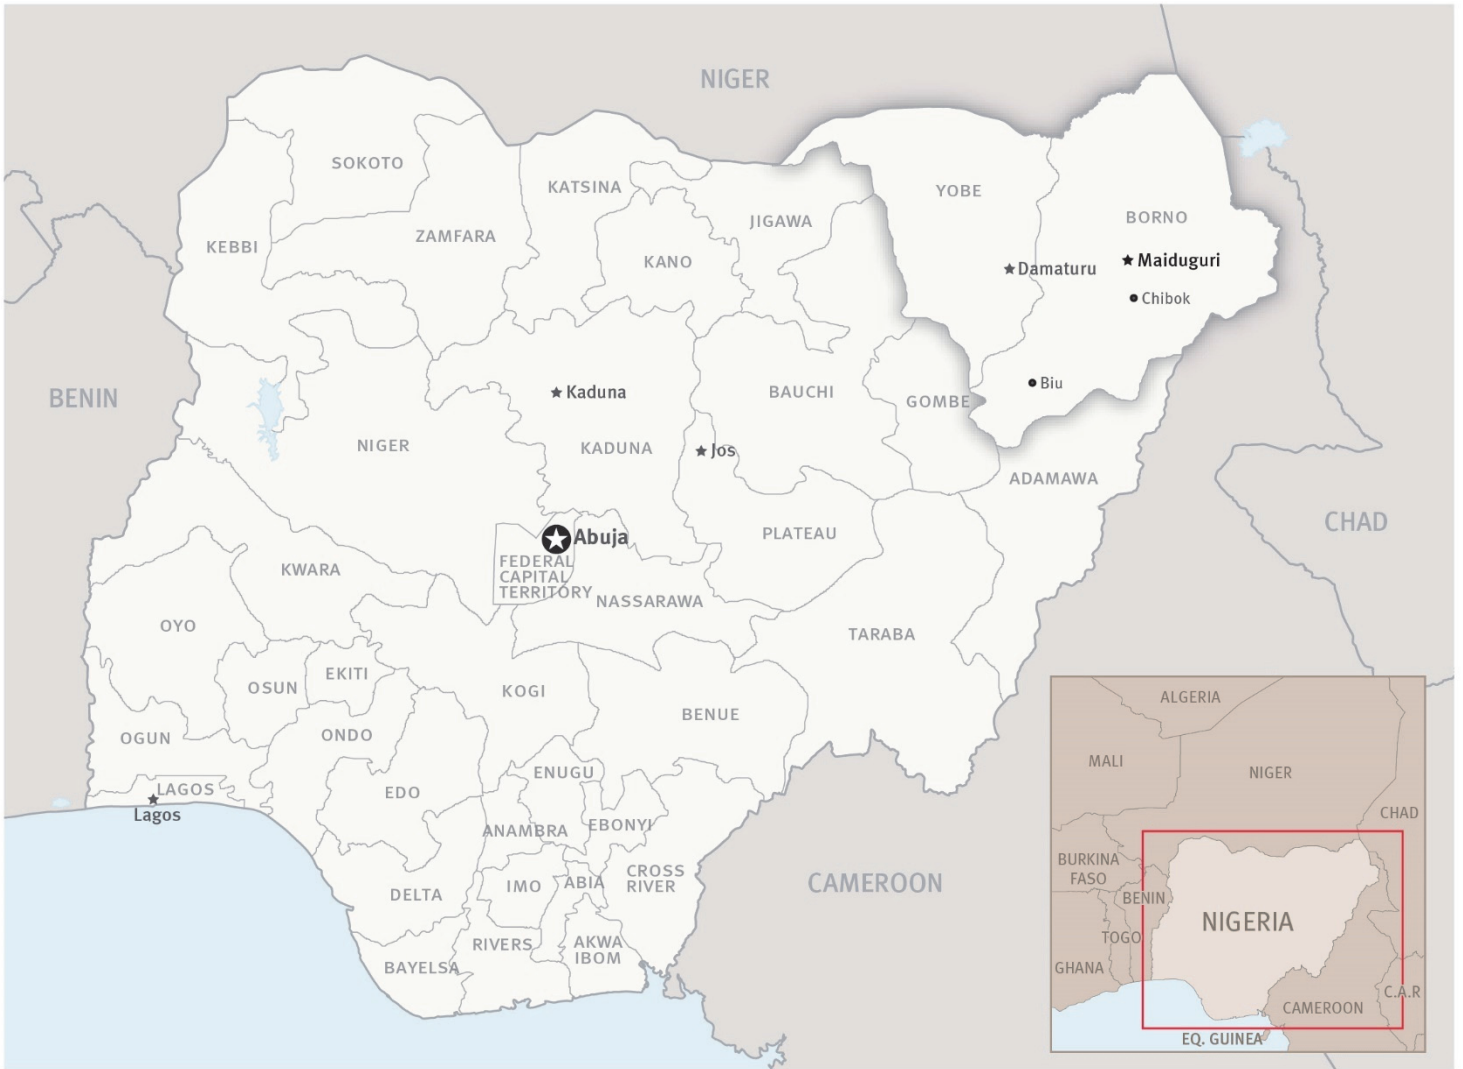 NIGER
SOKOTO
KATSINA
YOBE
JIGAWA
BORNO
ZAMFARA
KEBBI
KANO
Maiduguri
Damaturu
Chibok
Biu
BENIN
Kaduna
BAUCHI
GOMBE
NIGER
KADUNA
Jos
ADAMAWA
CHAD
PLATEAU
Abuja
FEDERAL
CAPITAL
TERRITORY
KWARA
NASSARAWA
OYO
TARABA
EKITI
OSUN
KOGI
BENUE
OGUN
ONDO
ENUGU
LAGOS
Lagos
EDO
ANAMBRA
EBONYI
CROSS
RIVER
IMO
ABIA
DELTA
CAMEROON
RIVERS
AKWA
IBOM
BAYELSA
ALGERIA
MALI
NIGER
CHAD
BURKINA
FASO
BENIN
NIGERIA
TOGO
GHANA
C.A.R
CAMEROON
EQ. GUINEA